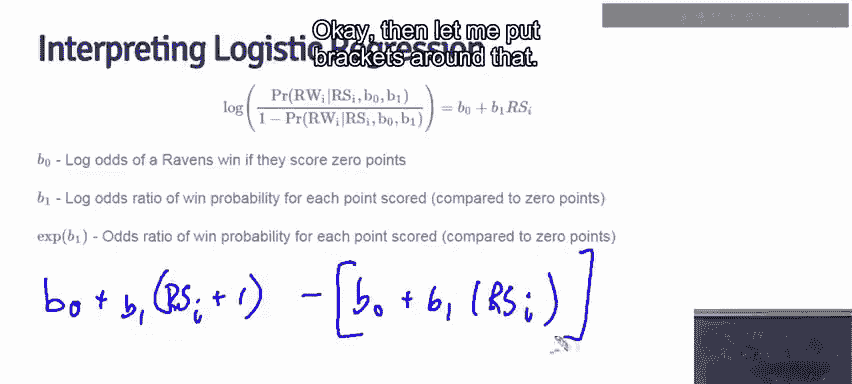 Interpreting Logistic Regression
Okay, then let me put
brackets around that.
log(Pr(RWᵢ|RSᵢ, b₀, b₁) / 1 − Pr(RWᵢ|RSᵢ, b₀, b₁)) = b₀ + b₁RSᵢ
b₀ - Log odds of a Ravens win if they score zero points
b₁ - Log odds ratio of win probability for each point scored (compared to zero points)
exp(b₁) - Odds ratio of win probability for each point scored (compared to zero points)
b₀ + b₁ (RSᵢ + 1) - [b₀ + b₁ (RSᵢ)]